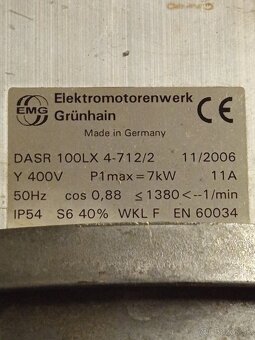 EMG
Elektromotorenwerk
Grünhain
CE
Made in Germany
DASR 100LX 4-712/2 11/2006
Y 400V P1max=7kW 11A
50Hz cos 0,88 ≤1380<--1/min
IP54 S6 40% WKL F EN 60034